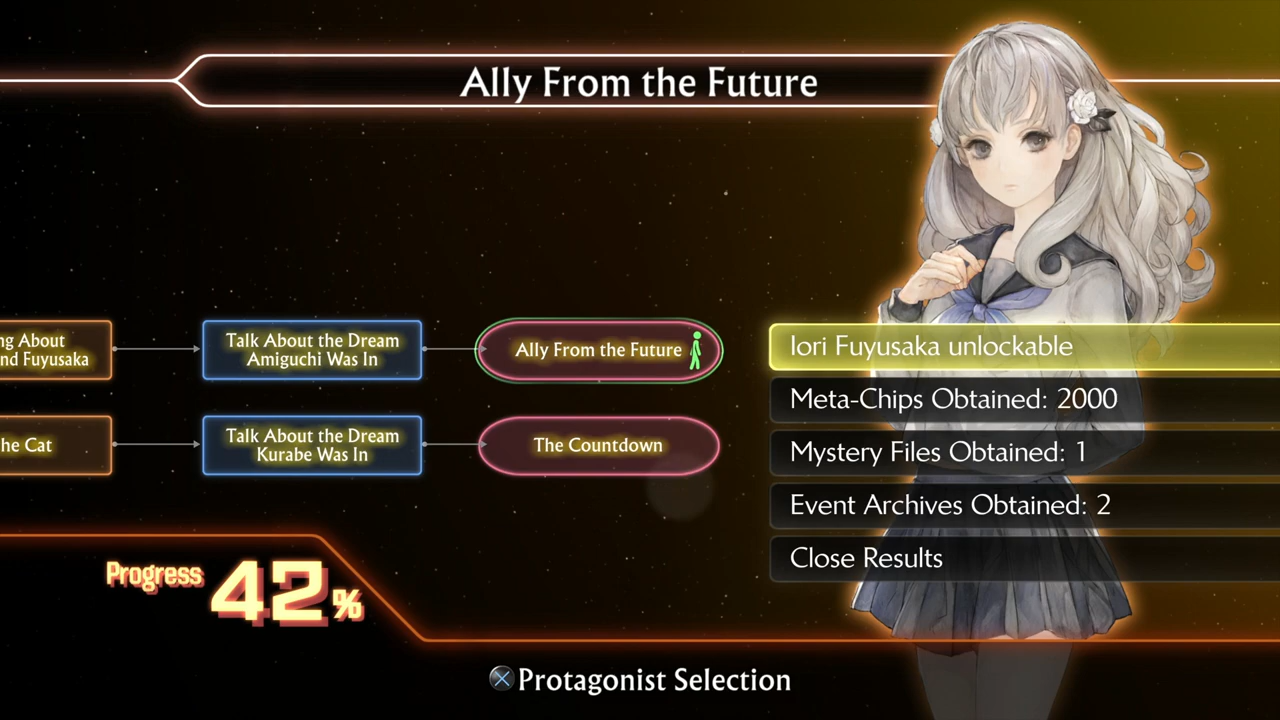 Ally From the Future
ng About
nd Fuyusaka
Talk About the Dream
Amiguchi Was In
Ally From the Future
he Cat
Talk About the Dream
Kurabe Was In
The Countdown
Iori Fuyusaka unlockable
Meta-Chips Obtained: 2000
Mystery Files Obtained: 1
Event Archives Obtained: 2
Close Results
Progress 42%
Protagonist Selection